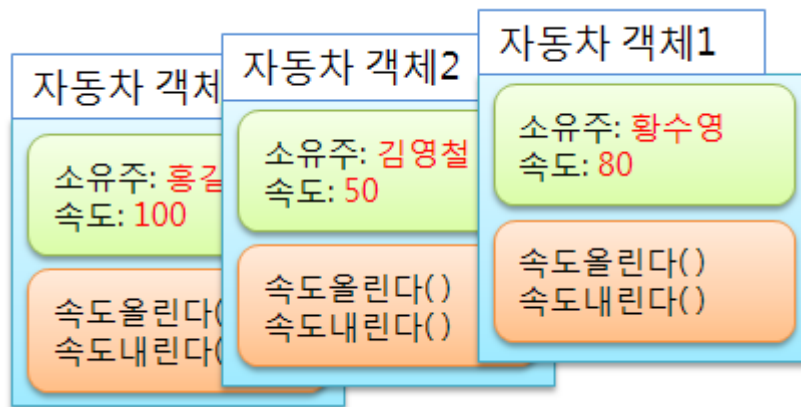 자동차 객체
소유주: 홍길
속도: 100
속도올린다(
속도내린다(
자동차 객체2
소유주: 김영철
속도: 50
속도올린다()
속도내린다()
자동차 객체1
소유주: 황수영
속도: 80
속도올린다()
속도내린다()